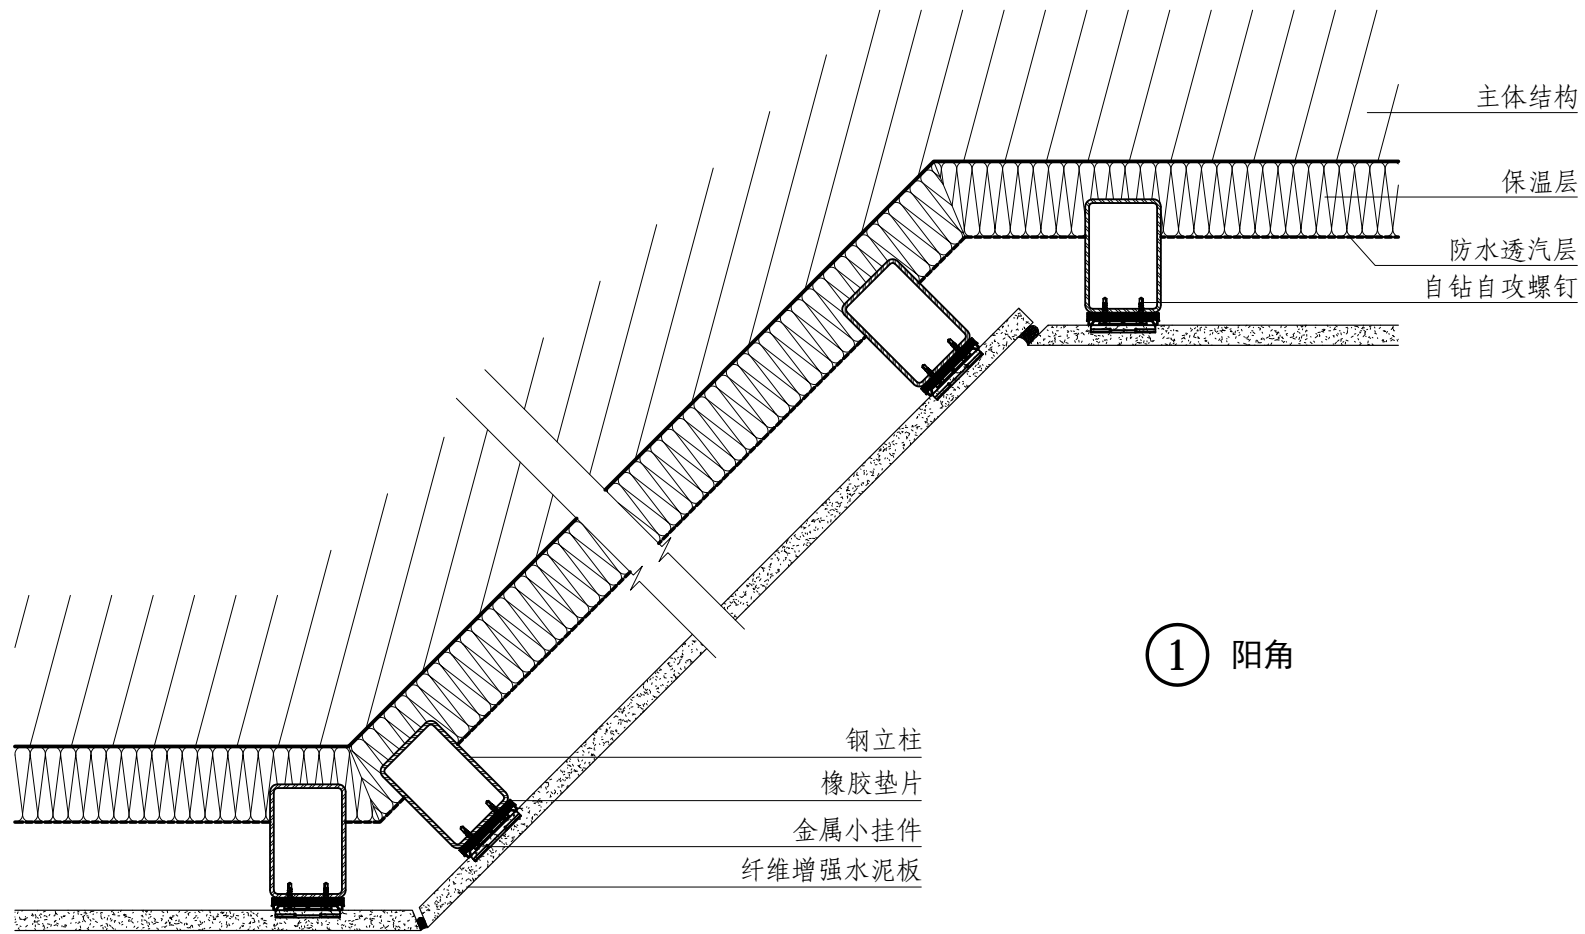 主体结构
保温层
防水透汽层
自钻自攻螺钉
1 阳角
钢立柱
橡胶垫片
金属小挂件
纤维增强水泥板